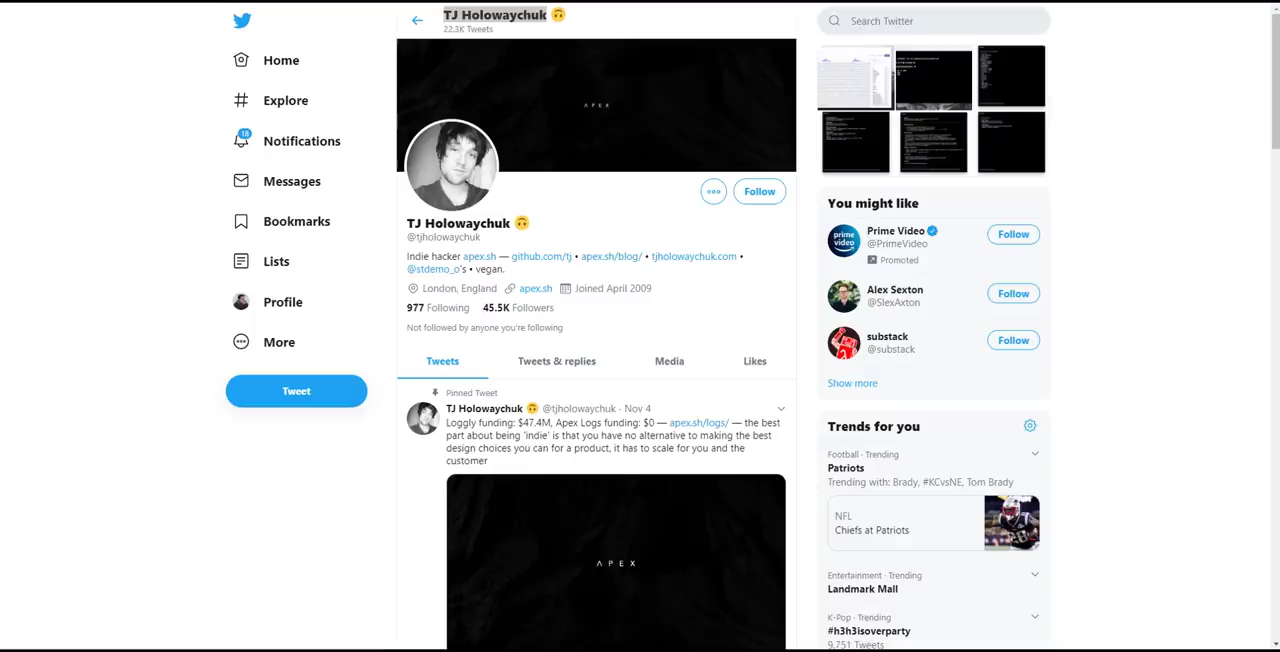 Home
Explore
18
Notifications
Messages
Bookmarks
Lists
Profile
More
Tweet
TJ Holowaychuk 🙃
22.3K Tweets
APEX
Follow
TJ Holowaychuk 🙃
@tjholowaychuk
Indie hacker apex.sh — github.com/tj • apex.sh/blog/ • tjholowaychuk.com •
@stdemo_o's • vegan.
London, England apex.sh Joined April 2009
977 Following 45.5K Followers
Not followed by anyone you're following
Tweets Tweets & replies Media Likes
Pinned Tweet
TJ Holowaychuk 🙃 @tjholowaychuk · Nov 4
Loggly funding: $47.4M, Apex Logs funding: $0 — apex.sh/logs/ — the best
part about being 'indie' is that you have no alternative to making the best
design choices you can for a product, it has to scale for you and the
customer
APEX
Search Twitter
You might like
prime
video
Prime Video
@PrimeVideo
Promoted
Follow
Alex Sexton
@SlexAxton
Follow
substack
@substack
Follow
Show more
Trends for you
Football · Trending
Patriots
Trending with: Brady, #KCvsNE, Tom Brady
NFL
Chiefs at Patriots
Entertainment · Trending
Landmark Mall
K-Pop · Trending
#h3h3isoverparty
9,751 Tweets